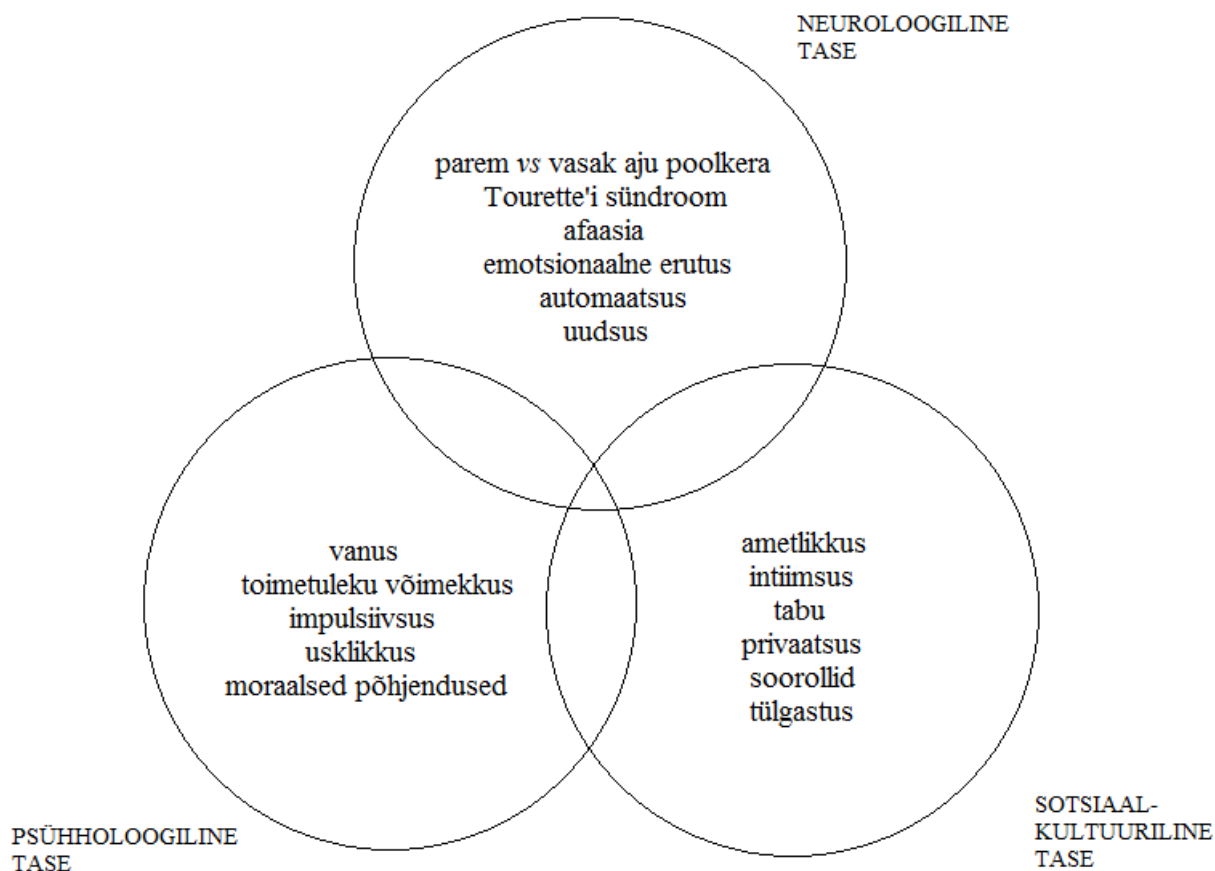 NEUROLOOGILINE
TASE
parem vs vasak aju poolkera
Tourette'i sündroom
afaasia
emotsionaalne erutus
automaatsus
uudsus
vanus
toimetuleku võimekkus
impulsiivsus
usklikkus
moraalsed põhjendused
ametlikkus
intiimsus
tabu
privaatsus
soorollid
tülgastus
PSÜHHOLOOGILINE
TASE
SOTSIAAL-
KULTUURILINE
TASE